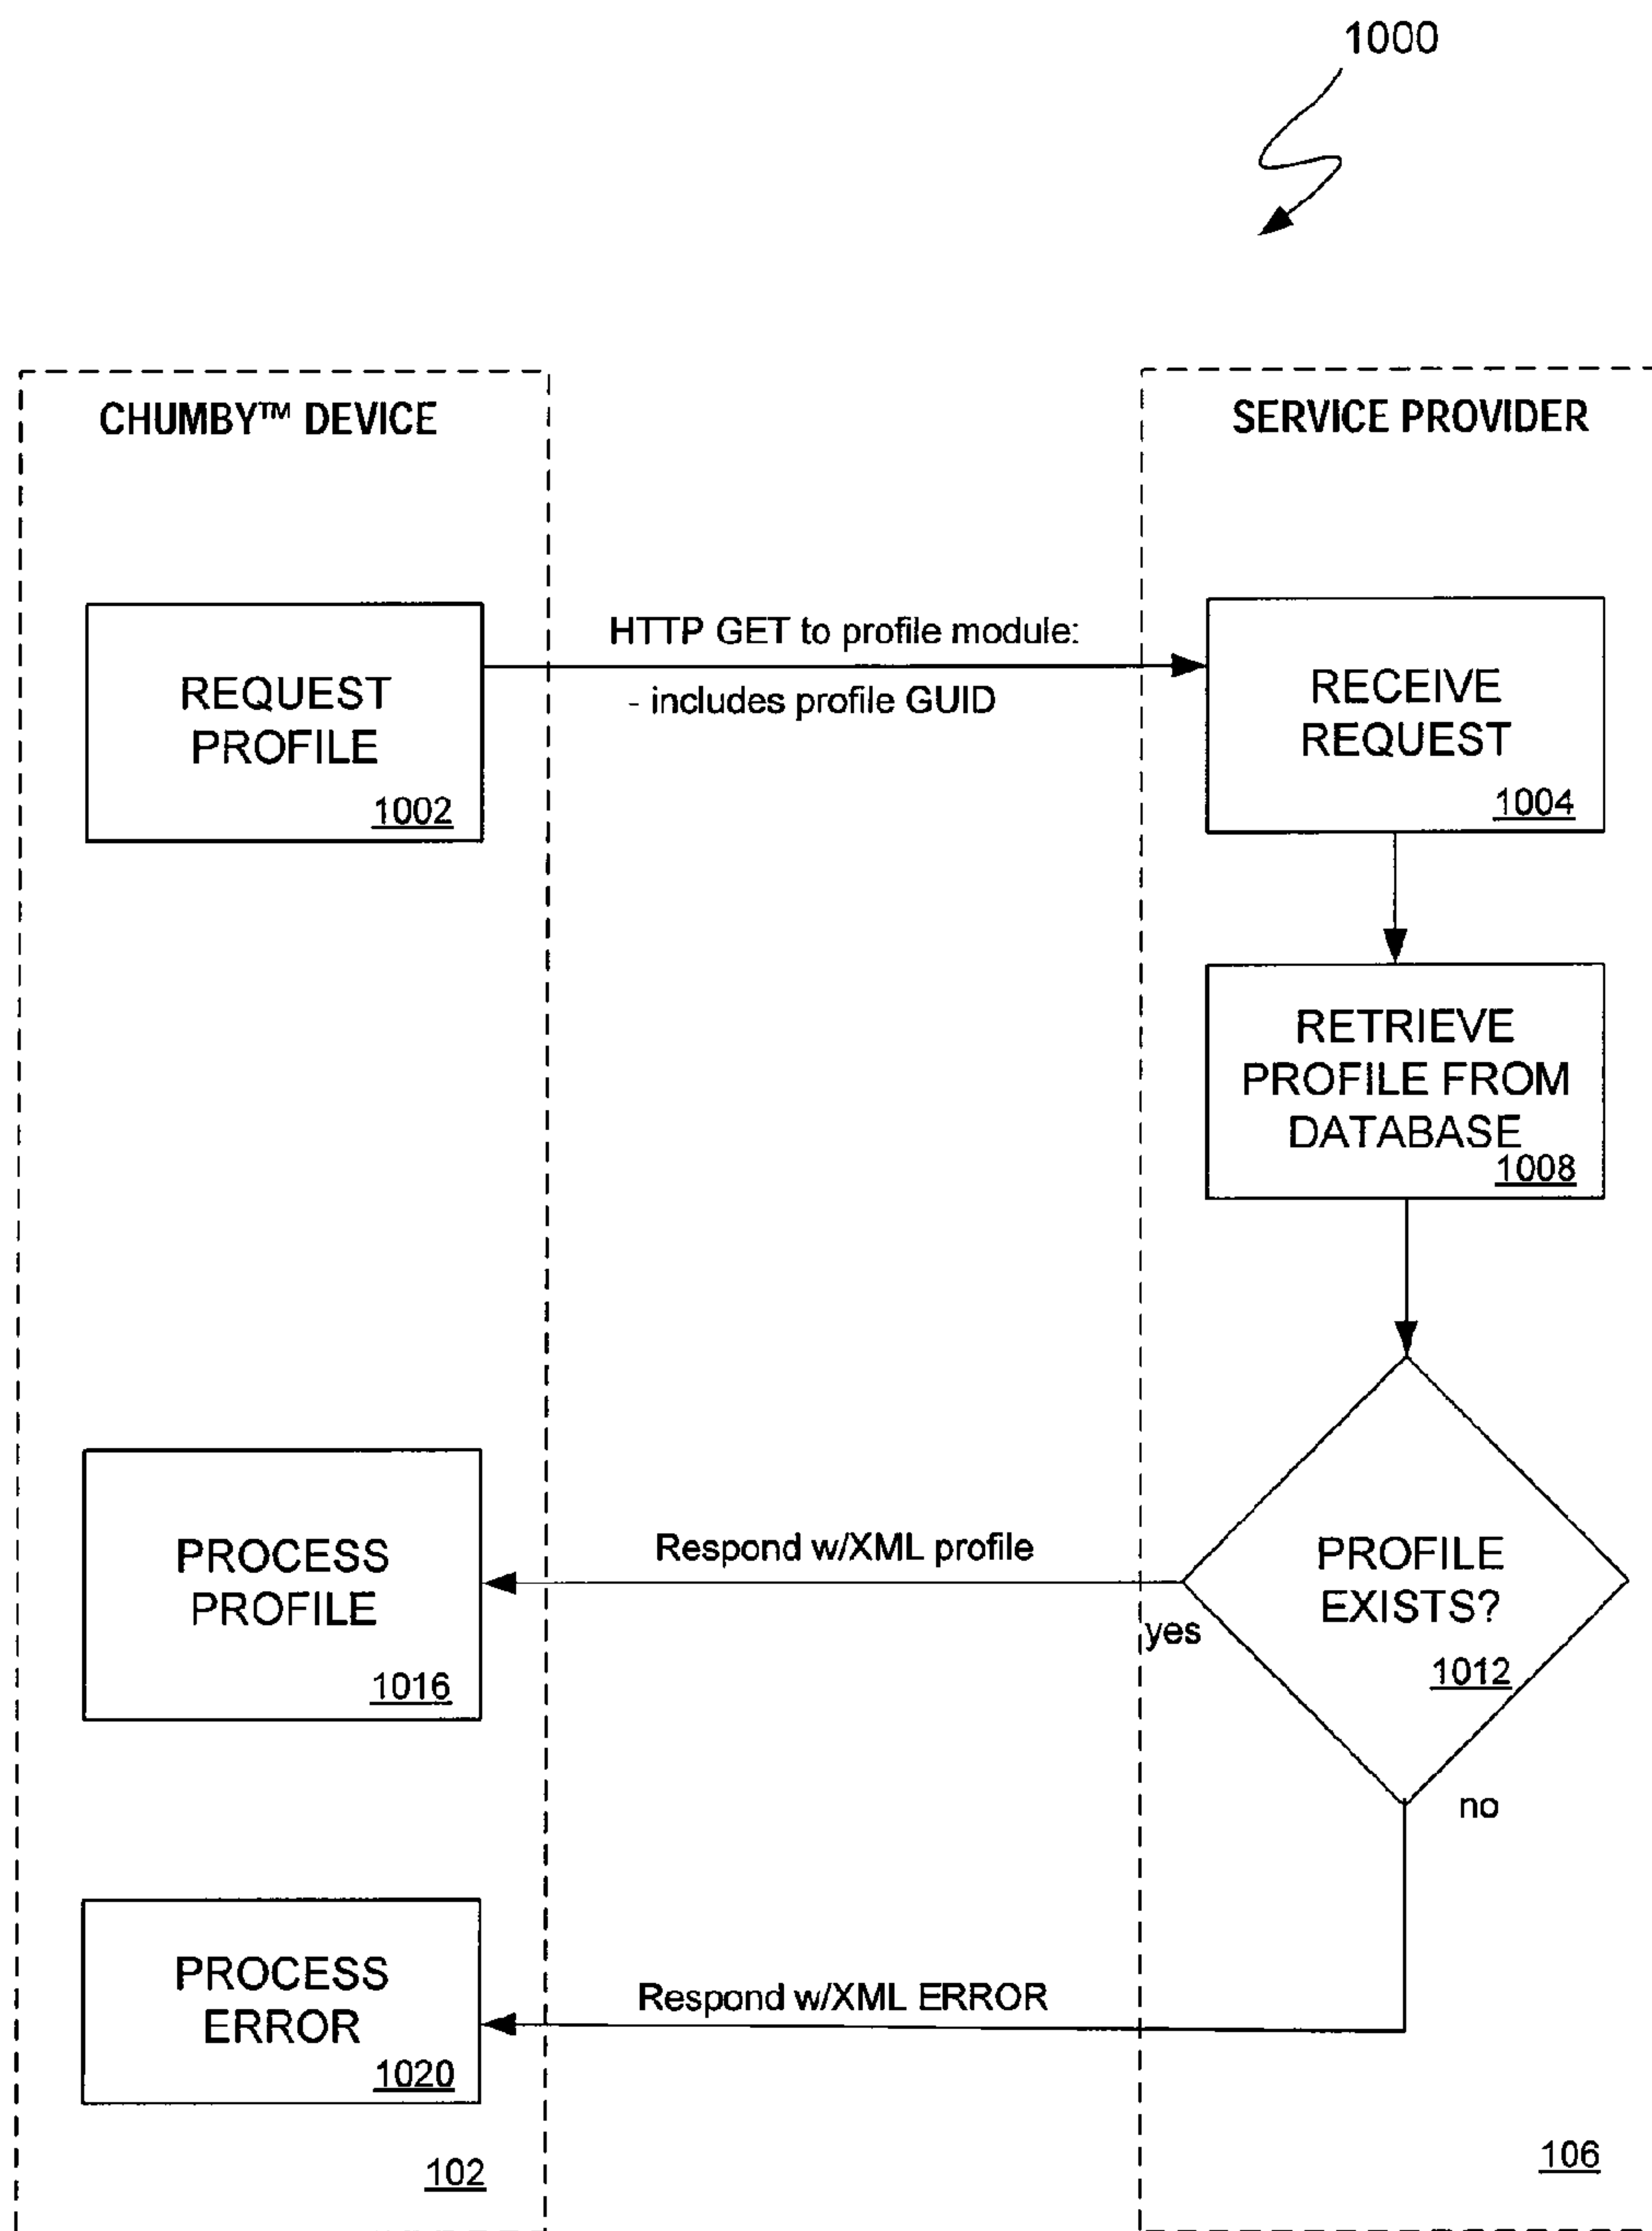 1000
CHUMBY™ DEVICE
SERVICE PROVIDER
REQUEST
PROFILE
1002
HTTP GET to profile module:
- includes profile GUID
RECEIVE
REQUEST
1004
RETRIEVE
PROFILE FROM
DATABASE
1008
PROCESS
PROFILE
1016
Respond w/XML profile
yes
PROFILE
EXISTS?
1012
no
PROCESS
ERROR
1020
Respond w/XML ERROR
102
106